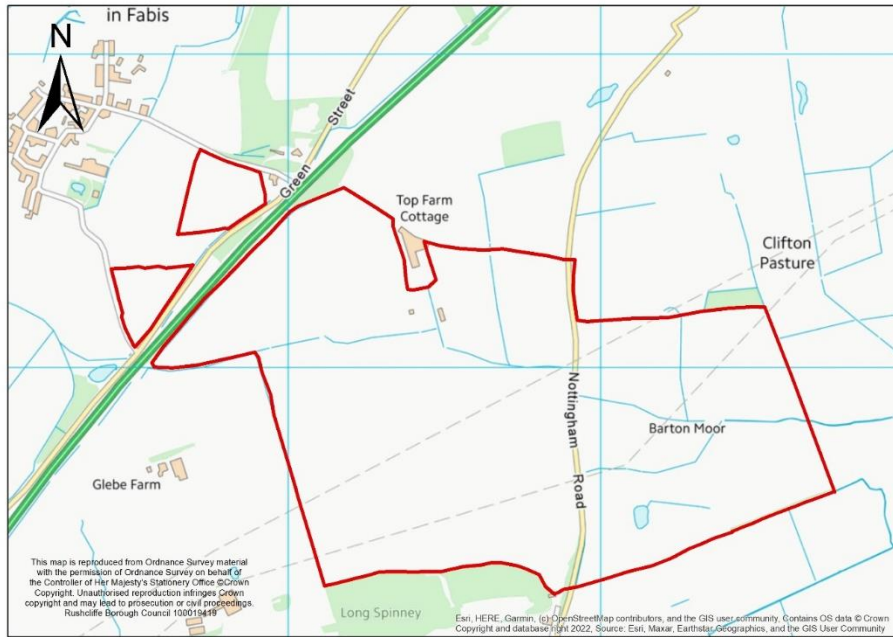 in Fabis
N
Green
Street
Top Farm
Cottage
Clifton
Pasture
Nottingham
Road
Barton Moor
Glebe Farm
Long Spinney
This map is reproduced from Ordnance Survey material
with the permission of Ordnance Survey on behalf of
the Controller of Her Majesty's Stationery Office ©Crown
Copyright. Unauthorised reproduction infringes Crown
copyright and may lead to prosecution or civil proceedings.
Rushcliffe Borough Council 100019419
Esri, HERE, Garmin, (c) OpenStreetMap contributors, and the GIS user community, Contains OS data © Crown
Copyright and database right 2022, Source: Esri, Maxar, Earthstar Geographics, and the GIS User Community